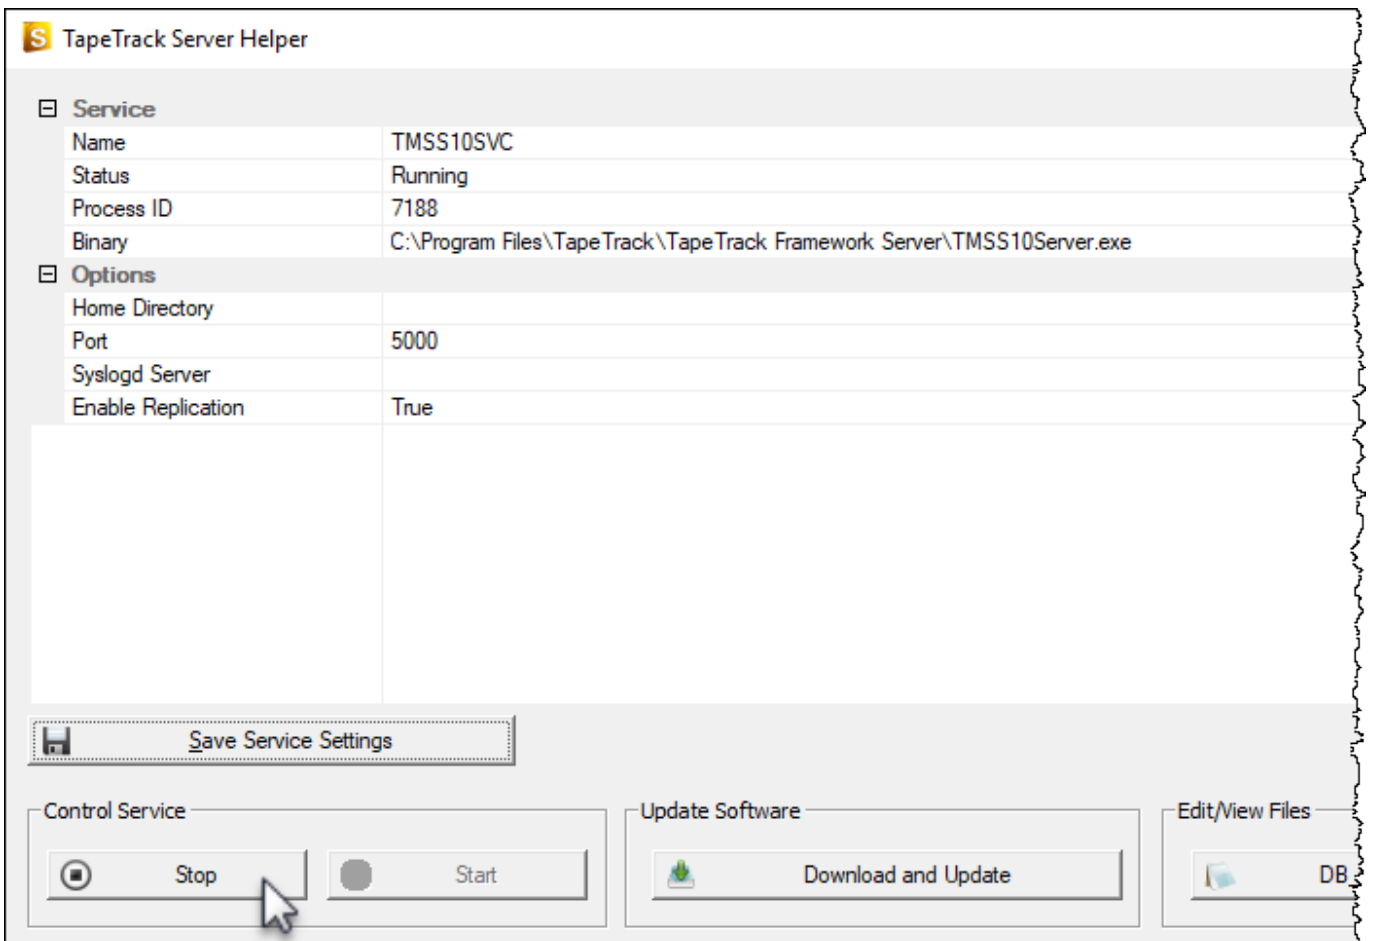 S TapeTrack Server Helper
Service
Name TMSS10SVC
Status Running
Process ID 7188
Binary C:\Program Files\TapeTrack\TapeTrack Framework Server\TMSS10Server.exe
Options
Home Directory
Port 5000
Syslogd Server
Enable Replication True
Save Service Settings
Control Service Update Software Edit/View Files
Stop Start Download and Update DB